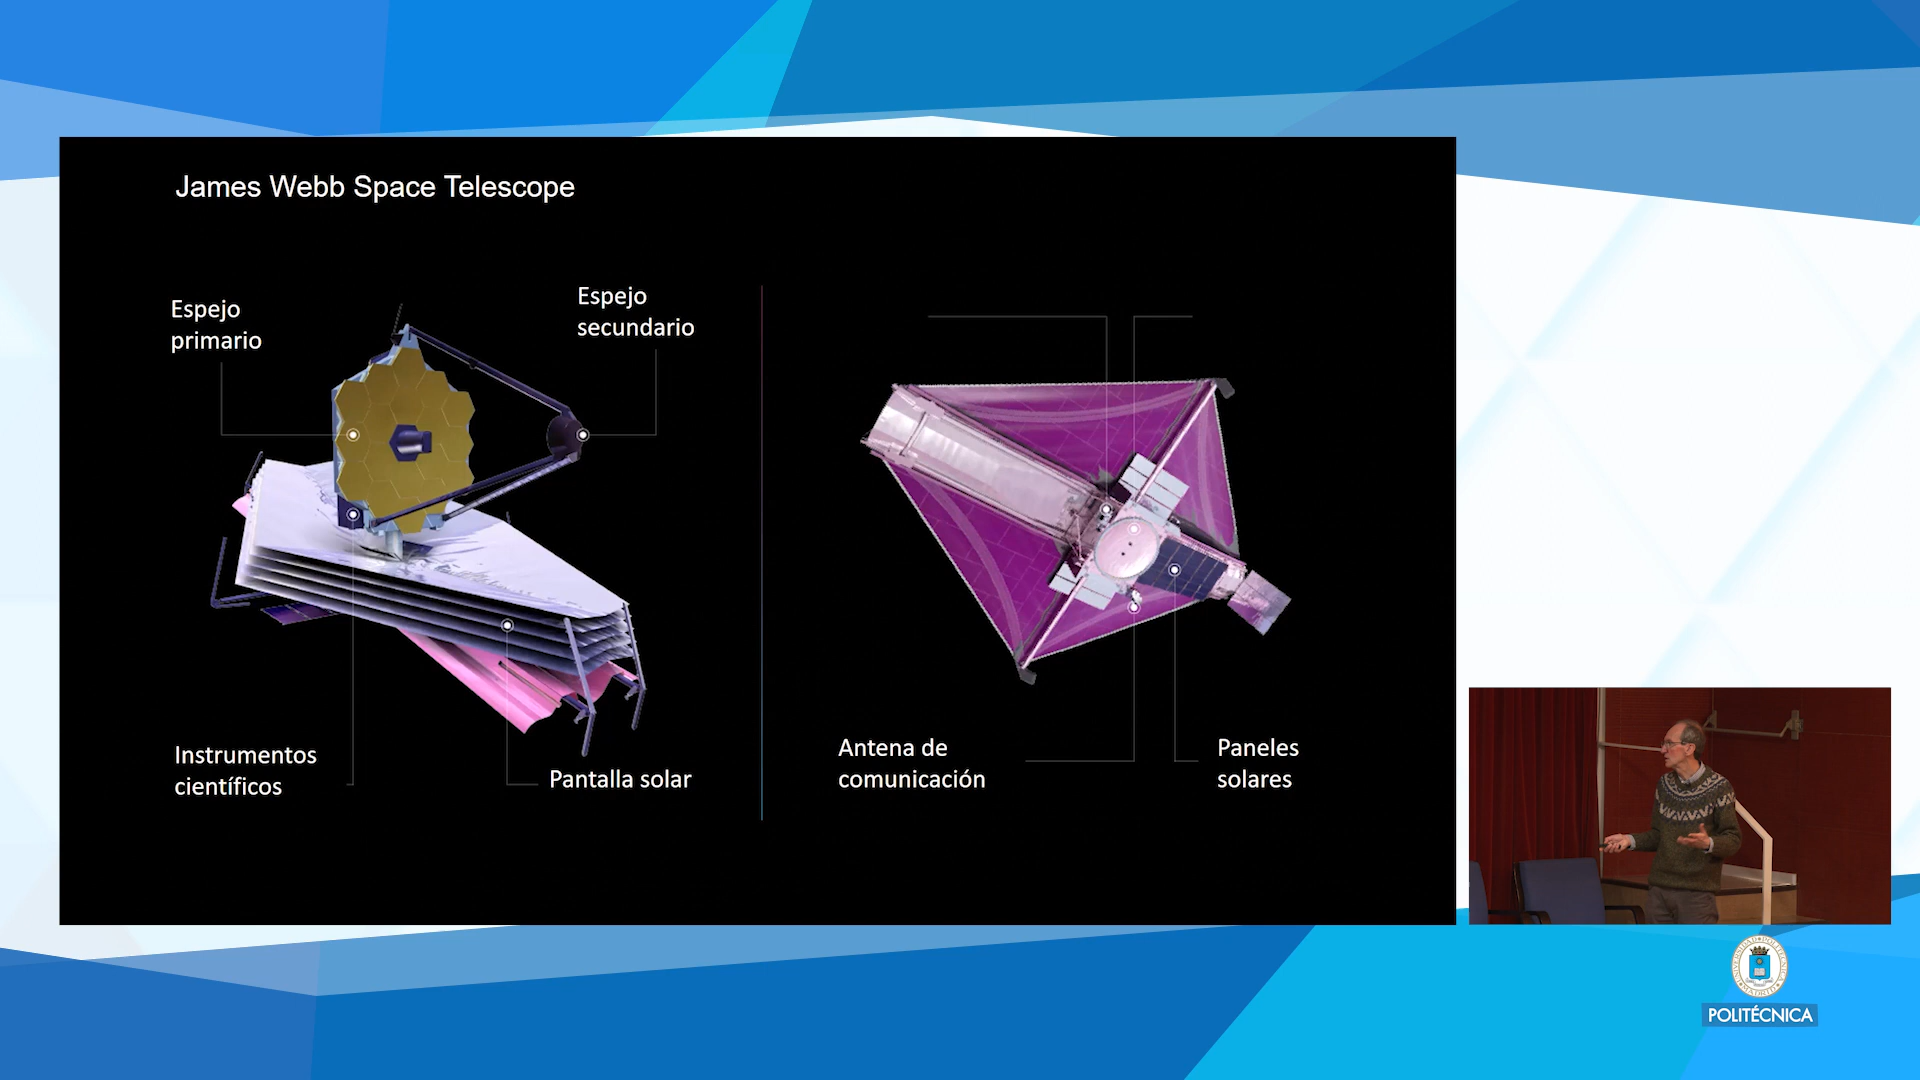 James Webb Space Telescope
Espejo
primario
Espejo
secundario
Instrumentos
científicos
Pantalla solar
Antena de
comunicación
Paneles
solares
POLITÉCNICA